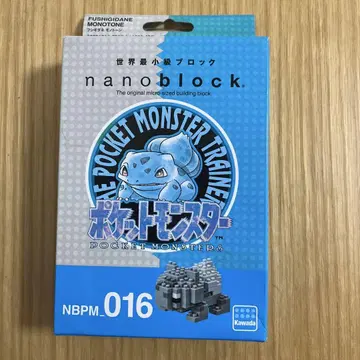 FUSHIGIDANE
MONOTONE
フシギダネ モノトーン
世界最小級ブロック
nanoblock®
The original micro-sized building block
THE POCKET MONSTER TRAINER
ポケットモンスター
TM
POCKET MONSTERS
NBPM_016
Kawada